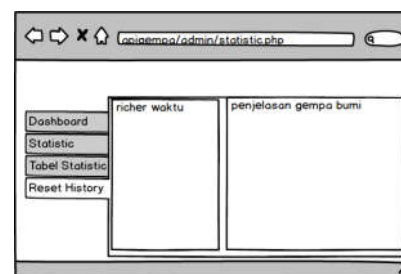 apigempa/admin/statistic.php
richer waktu
penjelasan gempa bumi
Dashboard
Statistic
Tabel Statistic
Reset History